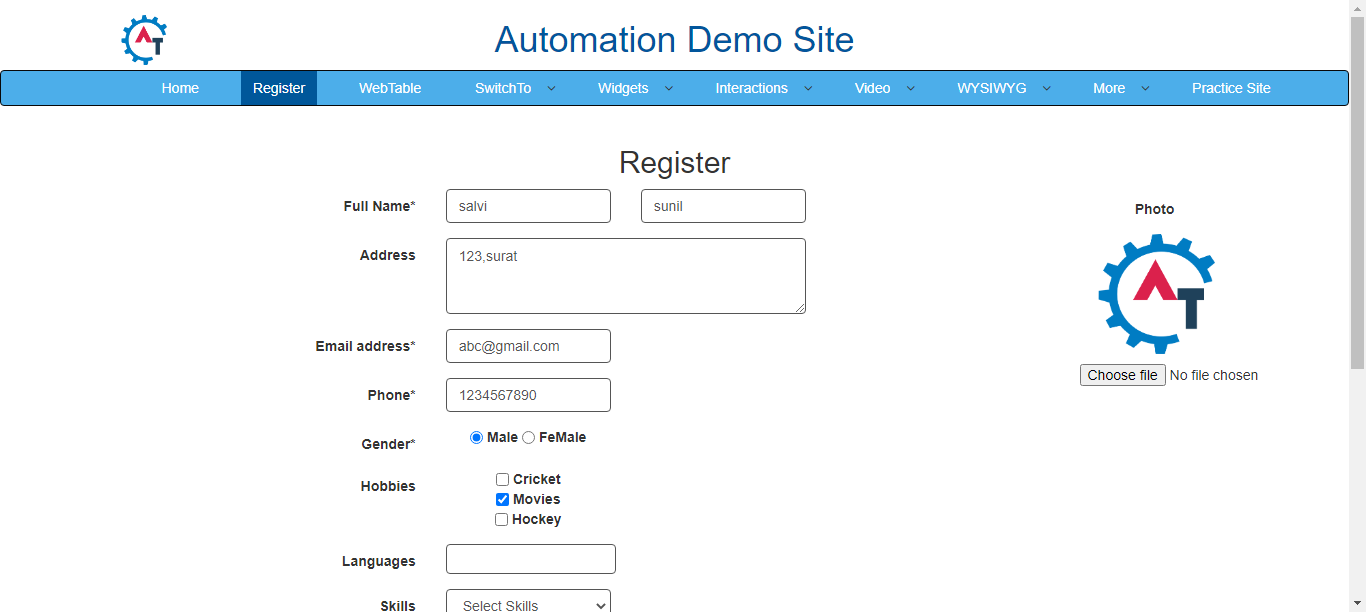 AT
Automation Demo Site
Home Register WebTable SwitchTo Widgets Interactions Video WYSIWYG More Practice Site
Register
Full Name* salvi sunil
Photo
Address 123,surat
AT
Email address* abc@gmail.com
Choose file No file chosen
Phone* 1234567890
Gender* Male FeMale
Hobbies Cricket
Movies
Hockey
Languages
Skills Select Skills